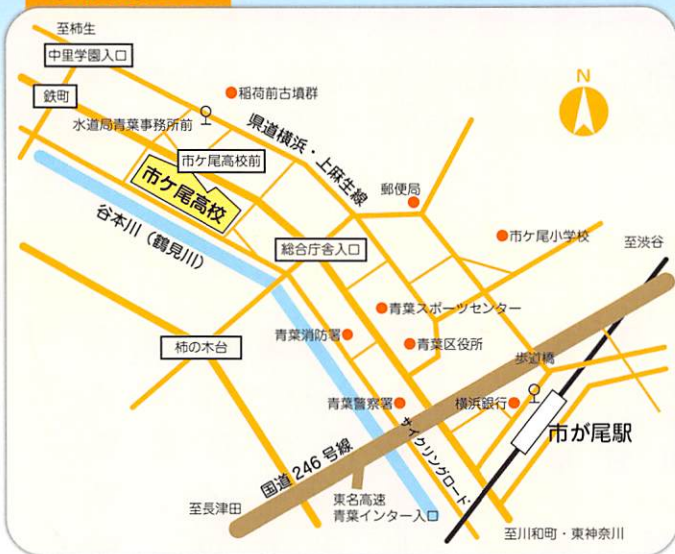 至柿生
中里学園入口
鉄町
稲荷前古墳群
水道局青葉事務所前
県道横浜・上麻生線
市ケ尾高校前
市ケ尾高校
谷本川（鶴見川）
郵便局
市ケ尾小学校
至渋谷
総合庁舎入口
青葉スポーツセンター
青葉消防署
青葉区役所
柿の木台
歩道橋
青葉警察署
横浜銀行
市が尾駅
サイクリングロード
国道246号線
至長津田
東名高速
青葉インター入口
至川和町・東神奈川
N